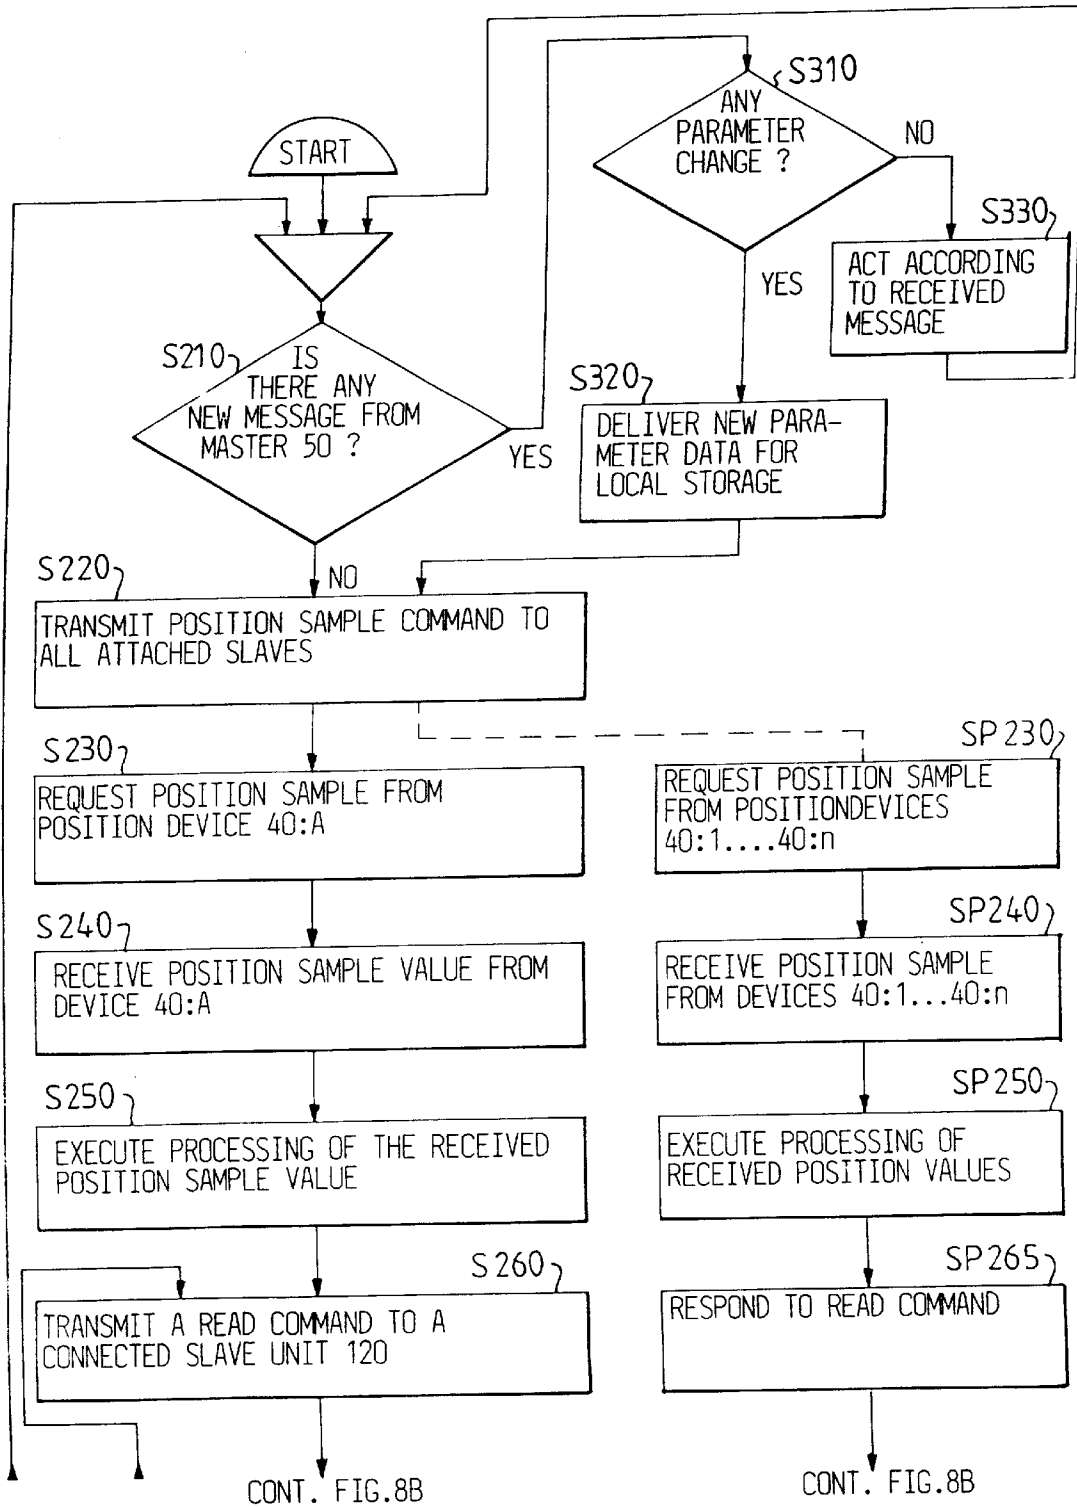 S310
ANY
PARAMETER
CHANGE ?
NO
START
S330
ACT ACCORDING
TO RECEIVED
MESSAGE
YES
S210
IS
THERE ANY
NEW MESSAGE FROM
MASTER 50 ?
YES
S320
DELIVER NEW PARA-
METER DATA FOR
LOCAL STORAGE
NO
S220
TRANSMIT POSITION SAMPLE COMMAND TO
ALL ATTACHED SLAVES
S230
REQUEST POSITION SAMPLE FROM
POSITION DEVICE 40:A
SP230
REQUEST POSITION SAMPLE
FROM POSITIONDEVICES
40:1....40:n
S240
RECEIVE POSITION SAMPLE VALUE FROM
DEVICE 40:A
SP240
RECEIVE POSITION SAMPLE
FROM DEVICES 40:1...40:n
S250
EXECUTE PROCESSING OF THE RECEIVED
POSITION SAMPLE VALUE
SP250
EXECUTE PROCESSING OF
RECEIVED POSITION VALUES
S260
TRANSMIT A READ COMMAND TO A
CONNECTED SLAVE UNIT 120
SP265
RESPOND TO READ COMMAND
CONT. FIG.8B
CONT. FIG.8B